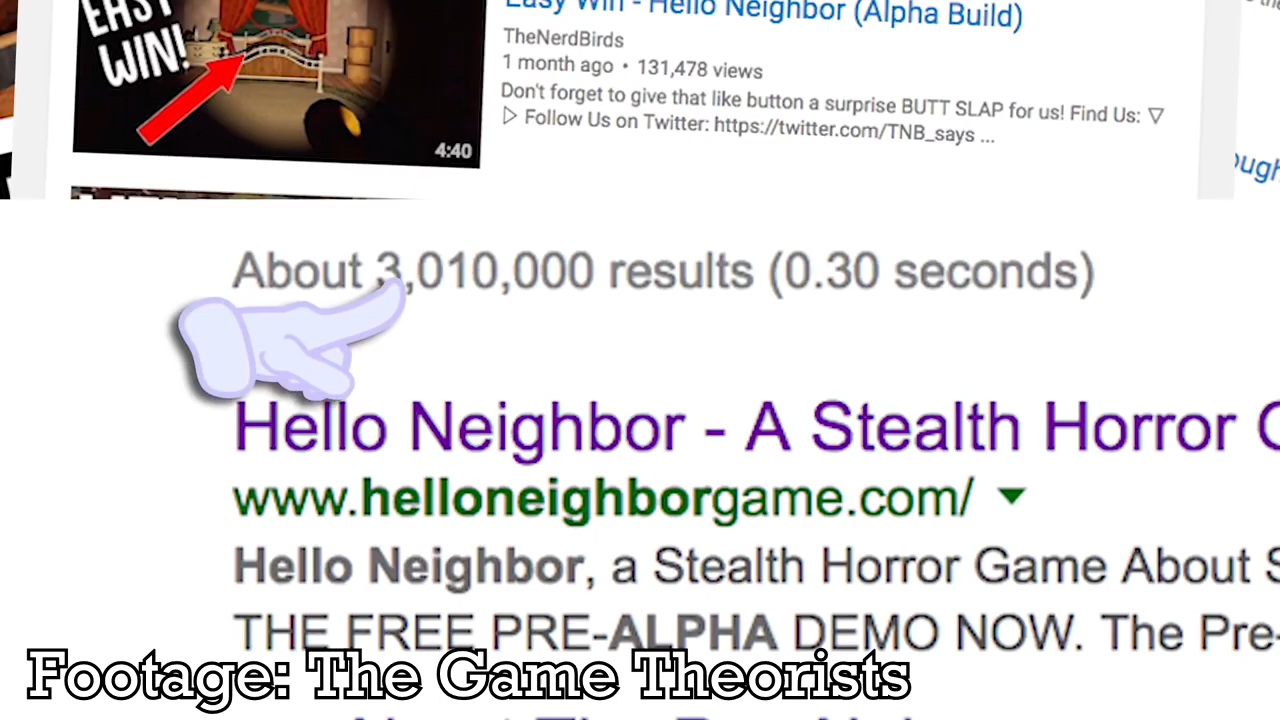 EASY
WIN!
4:40
Easy Win - Hello Neighbor (Alpha Build)
TheNerdBirds
1 month ago • 131,478 views
Don't forget to give that like button a surprise BUTT SLAP for us! Find Us: ▽
▷ Follow Us on Twitter: https://twitter.com/TNB_says ...
About 3,010,000 results (0.30 seconds)
Hello Neighbor - A Stealth Horror
www.helloneighborgame.com/
Hello Neighbor, a Stealth Horror Game About
THE FREE PRE-ALPHA DEMO NOW. The Pre-
Footage: The Game Theorists